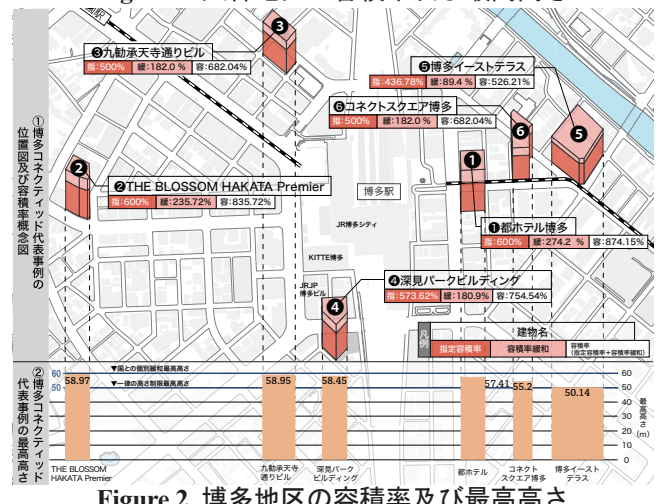 ❸九勧承天寺通りビル
指:500% 緩:182.0 % 容:682.04%
❺博多イーストテラス
指:436.78% 緩:89.4 % 容:526.21%
❻コネクトスクエア博多
指:500% 緩:182.0 % 容:682.04%
❸
❻
❺
❶
❷
❷THE BLOSSOM HAKATA Premier
指:600% 緩:235.72% 容:835.72%
博多駅
JR博多シティ
❶都ホテル博多
指:600% 緩:274.2 % 容:874.15%
KITTE博多
JRJP
博多ビル
❹深見パークビルディング
指:573.62% 緩:180.9% 容:754.54%
❹
凡例
建物名
指定容積率 容積率緩和 容積率
(指定容積率+容積率緩和)
①博多コネクティッド代表事例の
位置図及び容積率概念図
②博多コネクティッド
代表事例の最高高さ
▼国との個別緩和最高高さ
▼一律の高さ制限最高高さ
60
50
58.97
58.95
58.45
57.41
55.2
50.14
60
50
40
30
20
10
0
最高高さ(m)
THE BLOSSOM
HAKATA Premier
九勧承天寺
通りビル
深見パーク
ビルディング
都ホテル
コネクト
スクエア博多
博多イースト
テラス
Figure 2 博多地区の容積率及び最高高さ